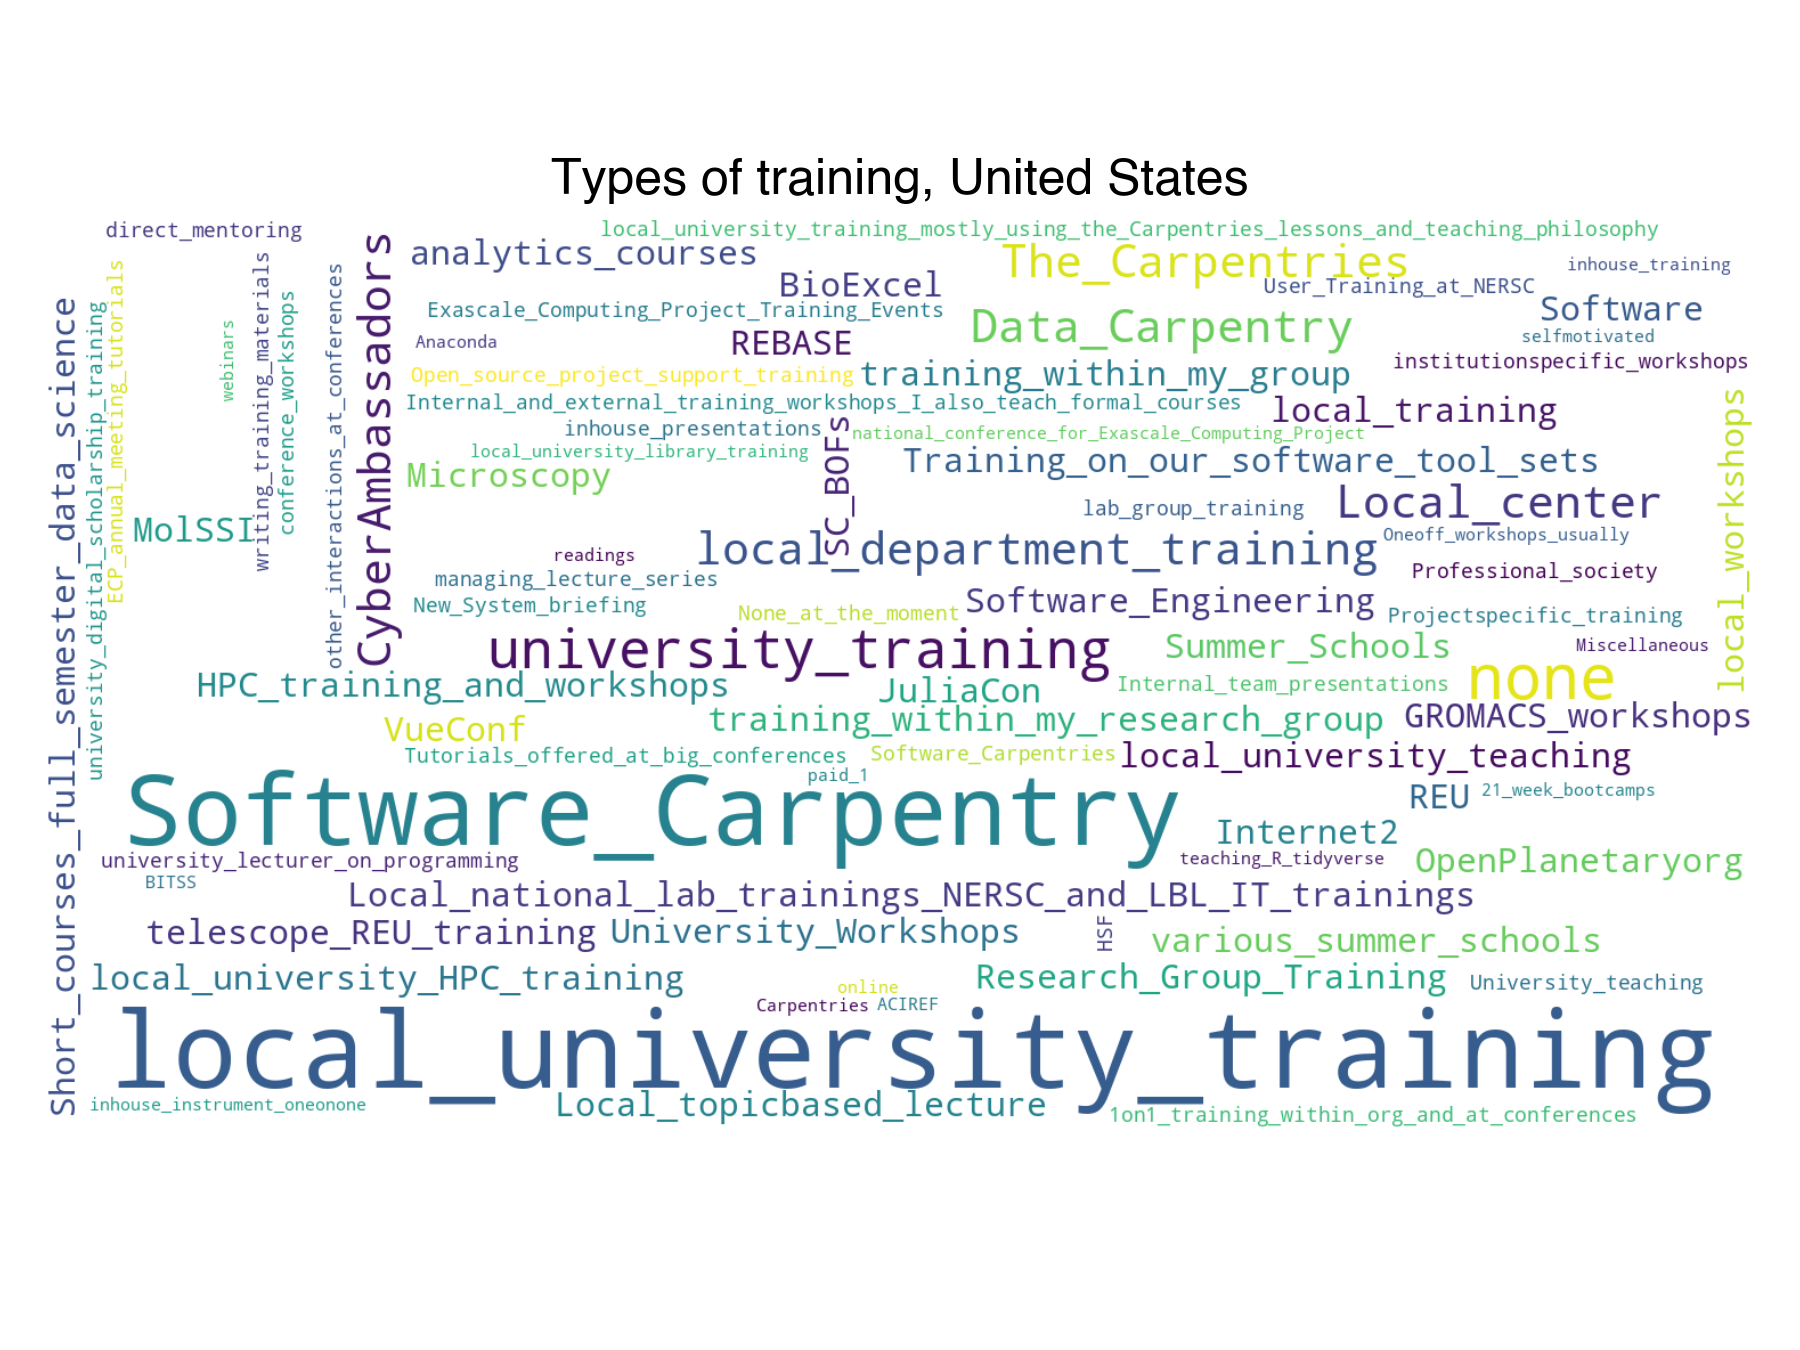 Types of training, United States
direct_mentoring
local_university_training_mostly_using_the_Carpentries_lessons_and_teaching_philosophy
analytics_courses
The_Carpentries
inhouse_training
BioExcel
User_Training_at_NERSC
Exascale_Computing_Project_Training_Events
Software
Data_Carpentry
Anaconda
REBASE
selfmotivated
institutionspecific_workshops
Open_source_project_support_training
training_within_my_group
Internal_and_external_training_workshops_I_also_teach_formal_courses
local_training
inhouse_presentations
national_conference_for_Exascale_Computing_Project
local_university_library_training
Training_on_our_software_tool_sets
Microscopy
SC_BOFs
Local_center
lab_group_training
MolSSI
Oneoff_workshops_usually
local_department_training
readings
Professional_society
managing_lecture_series
Software_Engineering
New_System_briefing
None_at_the_moment
Projectspecific_training
university_training
Summer_Schools
Miscellaneous
none
HPC_training_and_workshops
JuliaCon
Internal_team_presentations
VueConf
training_within_my_research_group
GROMACS_workshops
Tutorials_offered_at_big_conferences
Software_Carpentries
local_university_teaching
Short_courses_full_semester_data_science
university_digital_scholarship_training
ECP_annual_meeting_tutorials
webinars
writing_training_materials
conference_workshops
other_interactions_at_conferences
CyberAmbassadors
local_workshops
paid_1
Software_Carpentry
REU
21_week_bootcamps
Internet2
university_lecturer_on_programming
teaching_R_tidyverse
OpenPlanetaryorg
BITSS
Local_national_lab_trainings_NERSC_and_LBL_IT_trainings
telescope_REU_training
University_Workshops
HSF
various_summer_schools
local_university_HPC_training
Research_Group_Training
University_teaching
online
Carpentries
ACIREF
local_university_training
inhouse_instrument_oneonone
Local_topicbased_lecture
1on1_training_within_org_and_at_conferences